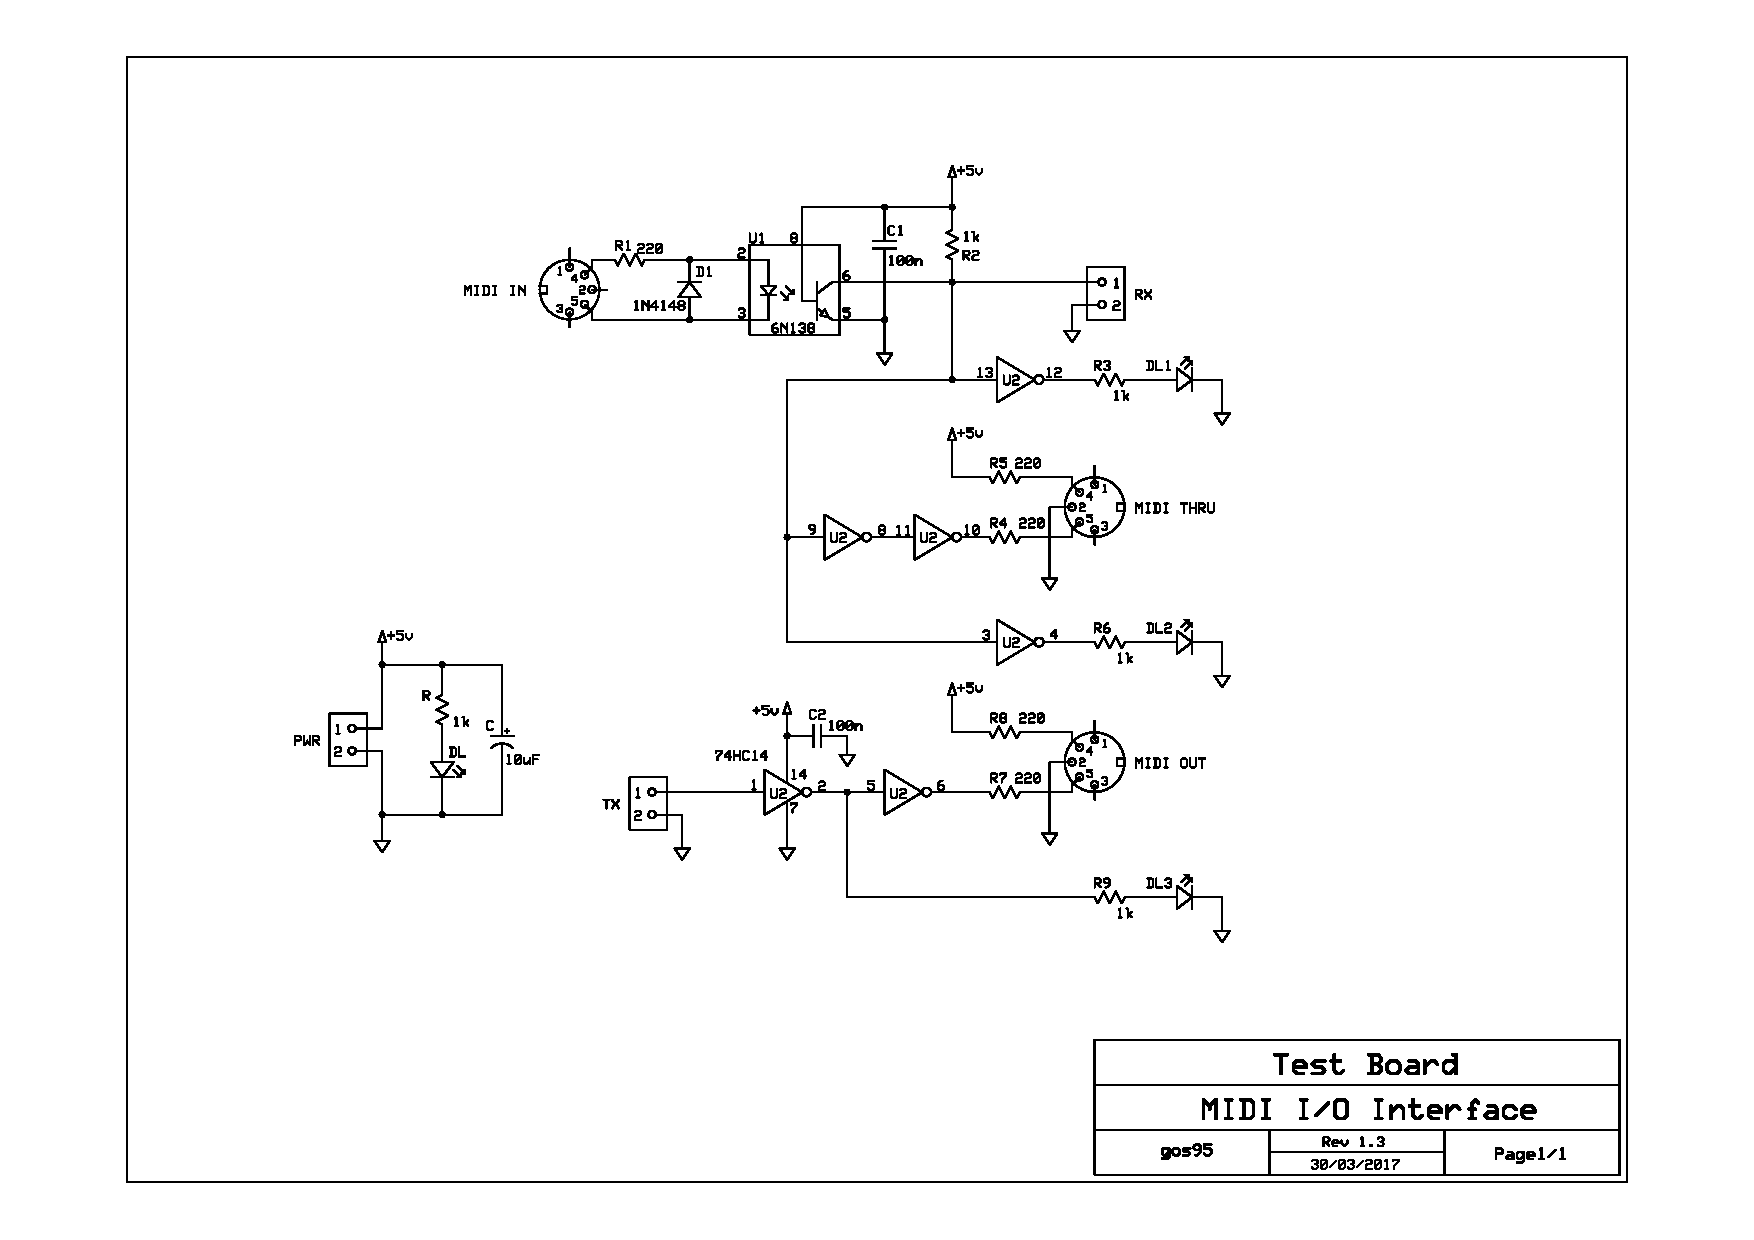 +5v
U1 8
C1
1k
R1 220
2
R2
100n
D1
6
1 4
MIDI IN
2
1 RX
5
3
1N4148
2
3
5
6N138
13 U2 12
R3
1k
DL1
+5v
R5 220
4 1
2 MIDI THRU
5 3
9 U2 8
11 U2 10
R4 220
3 U2 4
R6
1k
DL2
+5v
R
1k
C +
DL
10uF
PWR
1
2
+5v
C2
100n
+5v
R8 220
4 1
2 MIDI OUT
5 3
74HC14
14
TX
1
2
1 U2 2
7
5 U2 6
R7 220
R9
1k
DL3
Test Board
MIDI I/O Interface
gos95
Rev 1.3
30/03/2017
Page1/1